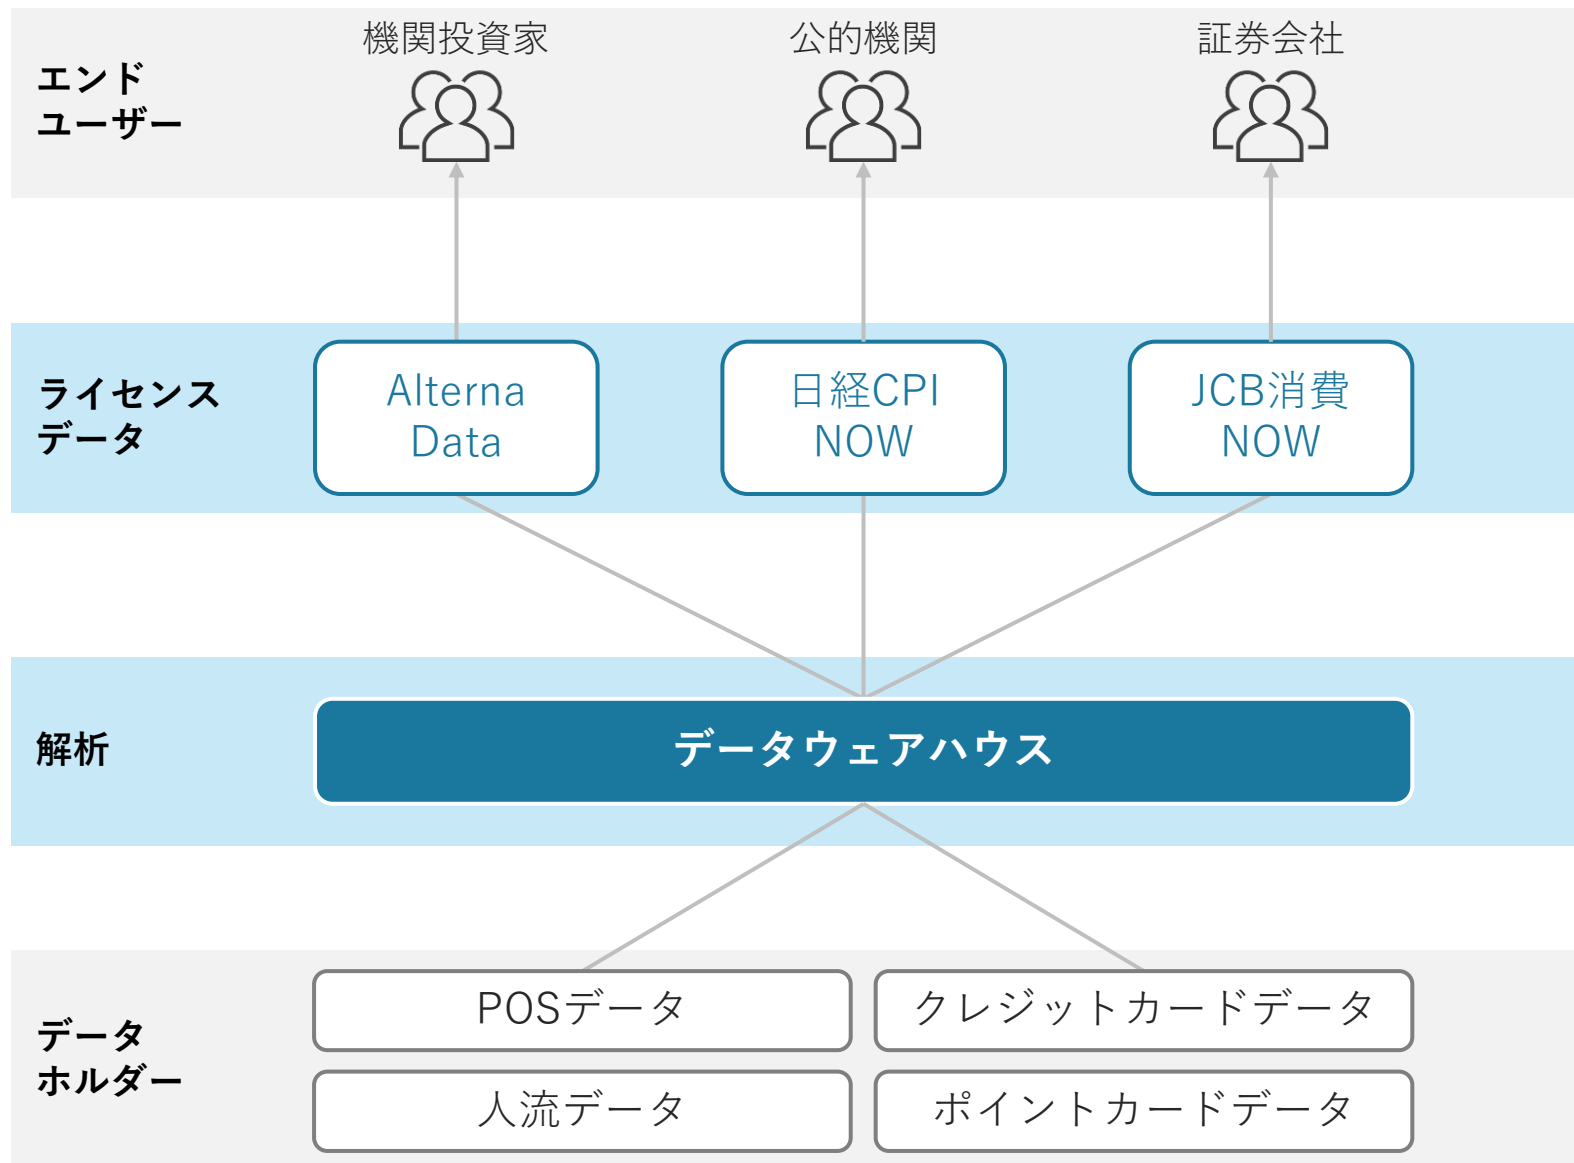 エンド
ユーザー
機関投資家
公的機関
証券会社
ライセンス
データ
Alterna
Data
日経CPI
NOW
JCB消費
NOW
解析
データウェアハウス
データ
ホルダー
POSデータ
クレジットカードデータ
人流データ
ポイントカードデータ